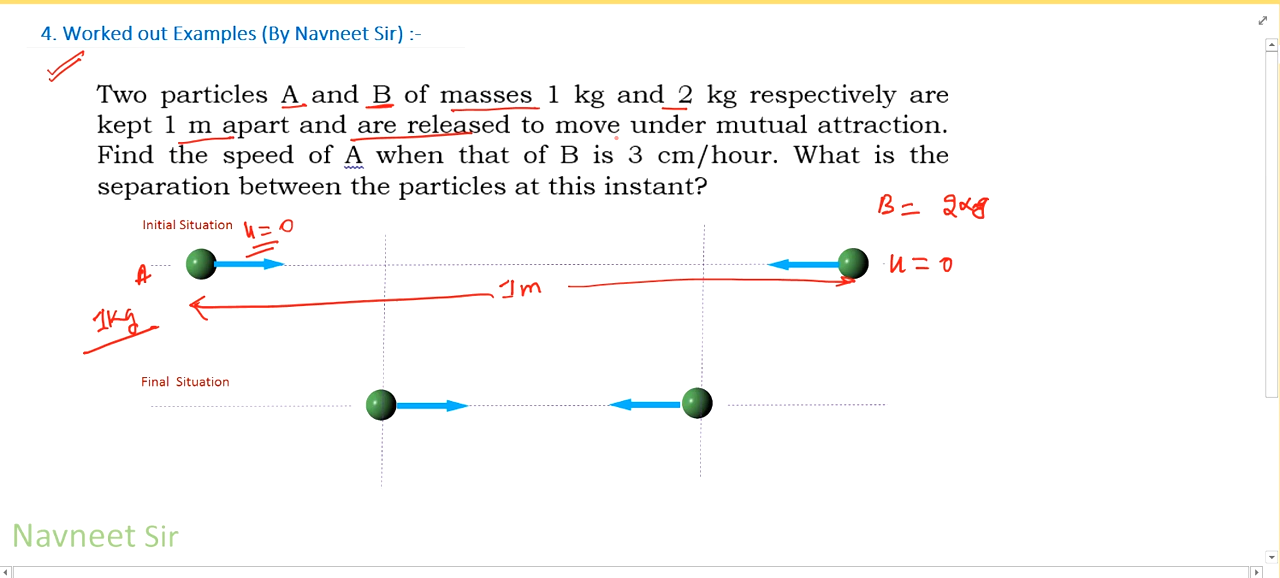 4. Worked out Examples (By Navneet Sir) :-
Two particles A and B of masses 1 kg and 2 kg respectively are
kept 1 m apart and are released to move under mutual attraction.
Find the speed of A when that of B is 3 cm/hour. What is the
separation between the particles at this instant?
B = 2kg
Initial Situation u = 0
A u = 0
1m
1kg
Final Situation
Navneet Sir